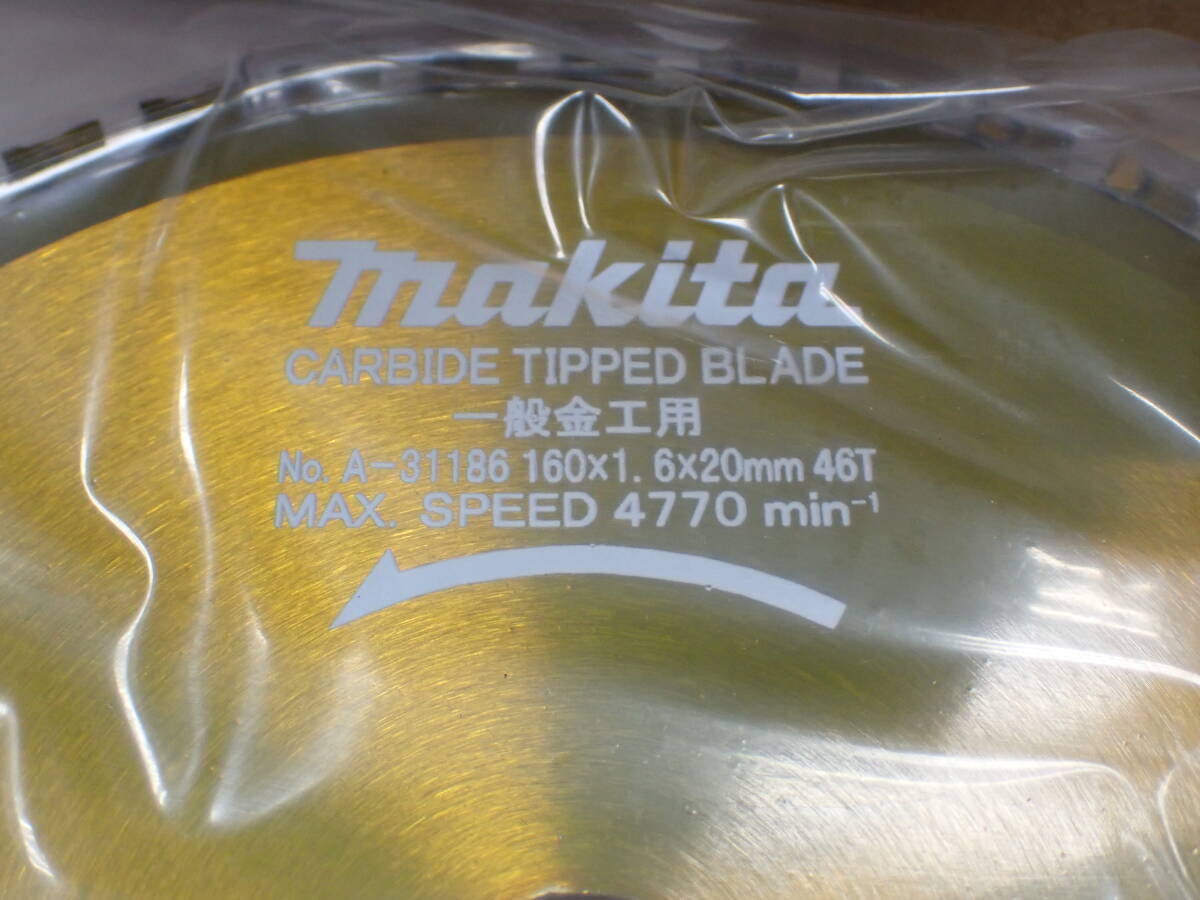 makita
CARBIDE TIPPED BLADE
一般金工用
No. A-31186 160×1. 6×20mm 46T
MAX. SPEED 4770 min⁻¹